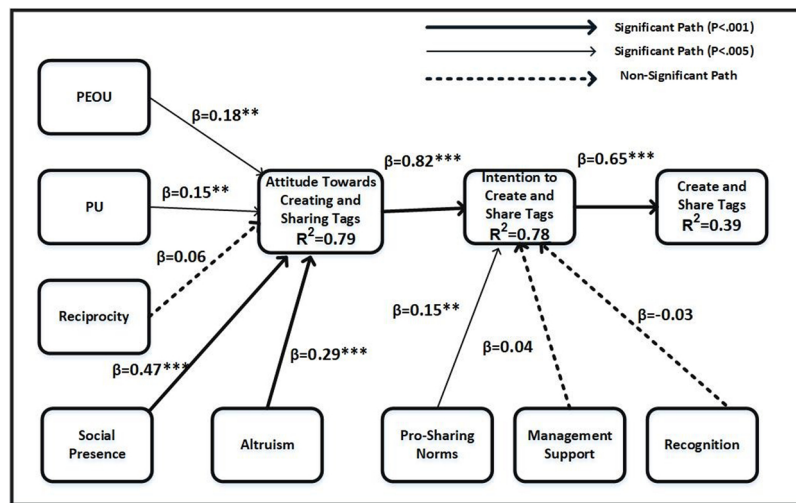 Significant Path (P<.001)
Significant Path (P<.005)
Non-Significant Path
PEOU
β=0.18**
β=0.82***
β=0.65***
PU
β=0.15**
Attitude Towards
Creating and
Sharing Tags
R²=0.79
Intention to
Create and
Share Tags
R²=0.78
Create and
Share Tags
R²=0.39
β=0.06
Reciprocity
β=0.47***
β=0.29***
β=0.15**
β=0.04
β=-0.03
Social
Presence
Altruism
Pro-Sharing
Norms
Management
Support
Recognition